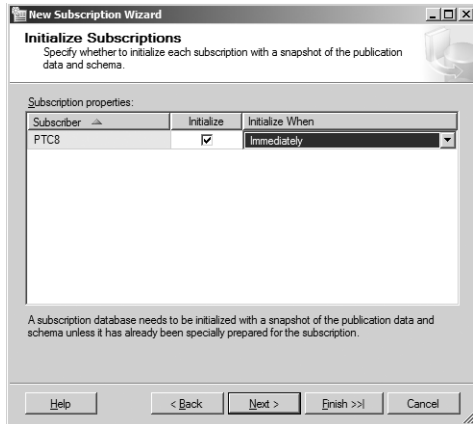 New Subscription Wizard
Initialize Subscriptions
Specify whether to initialize each subscription with a snapshot of the publication
data and schema.
Subscription properties:
Subscriber Initialize Initialize When
PTC8 Immediately
A subscription database needs to be initialized with a snapshot of the publication data and
schema unless it has already been specially prepared for the subscription.
Help < Back Next > Finish >>| Cancel